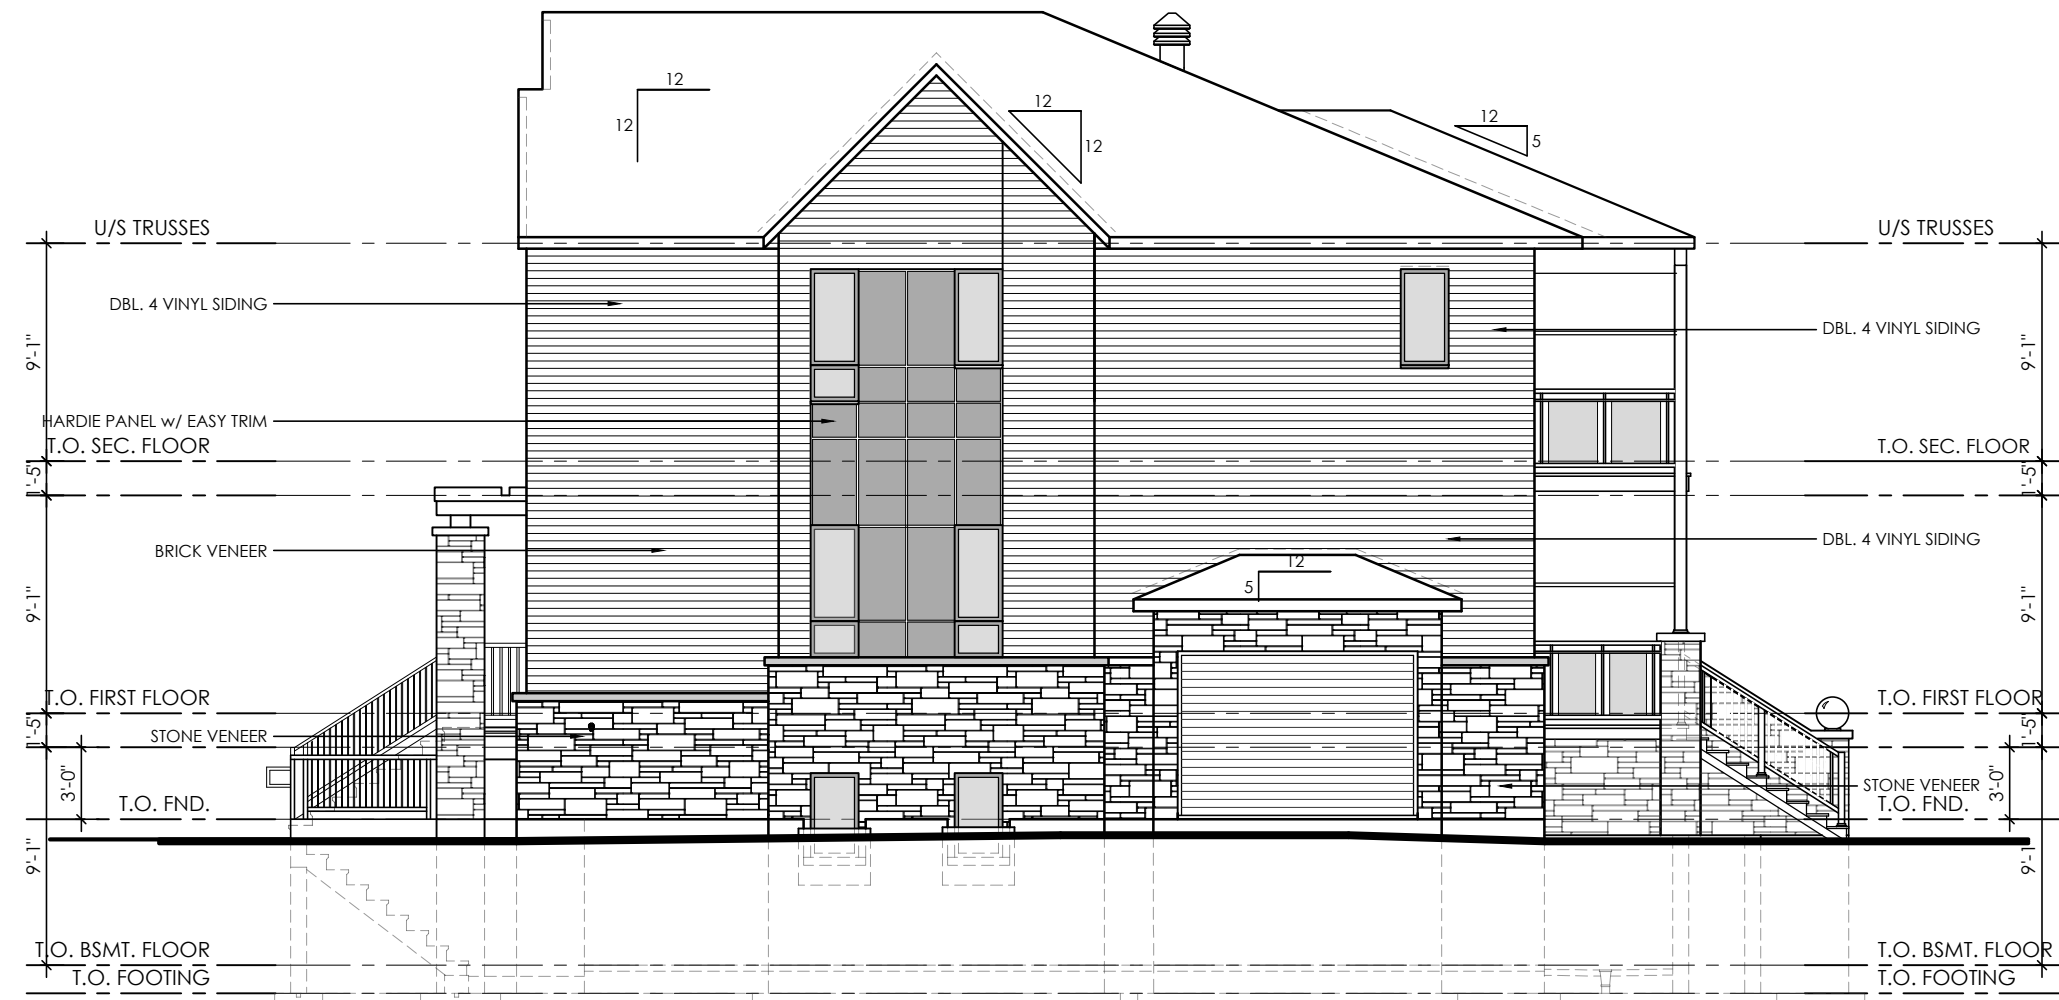 12
12
12
12
12
5
U/S TRUSSES
U/S TRUSSES
DBL. 4 VINYL SIDING
DBL. 4 VINYL SIDING
9'-1"
9'-1"
HARDIE PANEL w/ EASY TRIM
T.O. SEC. FLOOR
T.O. SEC. FLOOR
1'-5"
1'-5"
BRICK VENEER
DBL. 4 VINYL SIDING
12
5
9'-1"
9'-1"
T.O. FIRST FLOOR
T.O. FIRST FLOOR
1'-5"
1'-5"
STONE VENEER
STONE VENEER
3'-0"
3'-0"
T.O. FND.
T.O. FND.
9'-1"
9'-1
T.O. BSMT. FLOOR
T.O. BSMT. FLOOR
T.O. FOOTING
T.O. FOOTING